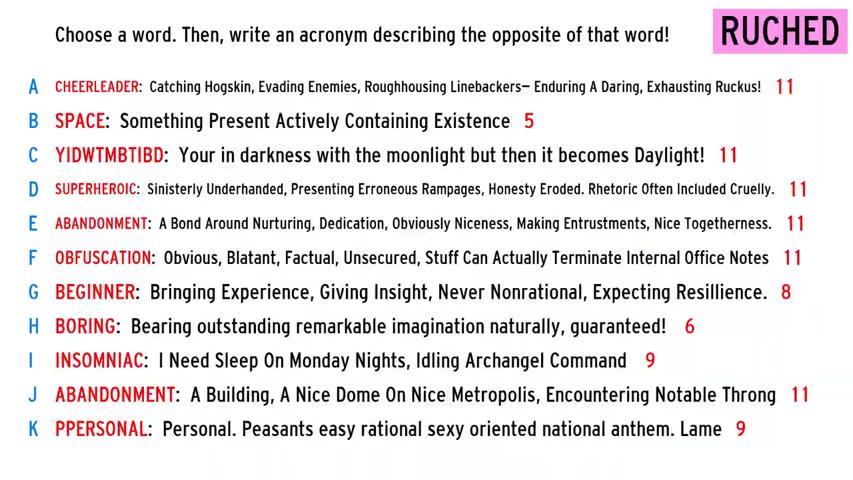 Choose a word. Then, write an acronym describing the opposite of that word!
RUCHED
A CHEERLEADER: Catching Hogskin, Evading Enemies, Roughhousing Linebackers— Enduring A Daring, Exhausting Ruckus! 11
B SPACE: Something Present Actively Containing Existence 5
C YIDWTMBTIBD: Your in darkness with the moonlight but then it becomes Daylight! 11
D SUPERHEROIC: Sinisterly Underhanded, Presenting Erroneous Rampages, Honesty Eroded. Rhetoric Often Included Cruelly. 11
E ABANDONMENT: A Bond Around Nurturing, Dedication, Obviously Niceness, Making Entrustments, Nice Togetherness. 11
F OBFUSCATION: Obvious, Blatant, Factual, Unsecured, Stuff Can Actually Terminate Internal Office Notes 11
G BEGINNER: Bringing Experience, Giving Insight, Never Nonrational, Expecting Resillience. 8
H BORING: Bearing outstanding remarkable imagination naturally, guaranteed! 6
I INSOMNIAC: I Need Sleep On Monday Nights, Idling Archangel Command 9
J ABANDONMENT: A Building, A Nice Dome On Nice Metropolis, Encountering Notable Throng 11
K PPERSONAL: Personal. Peasants easy rational sexy oriented national anthem. Lame 9